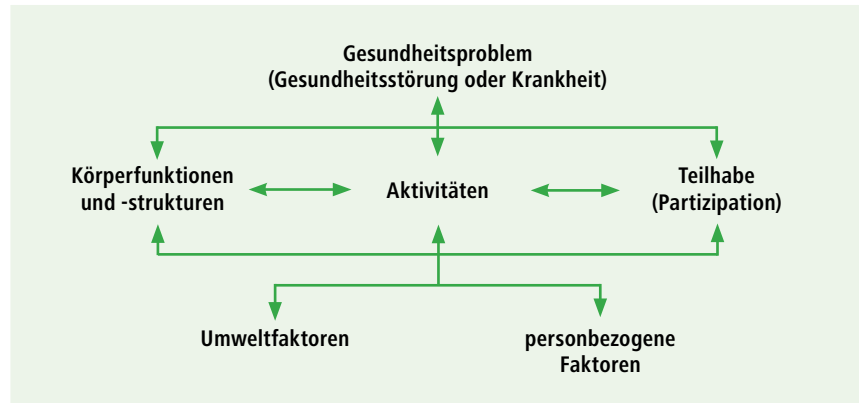 Gesundheitsproblem
(Gesundheitsstörung oder Krankheit)
Körperfunktionen
und -strukturen
Aktivitäten
Teilhabe
(Partizipation)
Umweltfaktoren
personbezogene
Faktoren